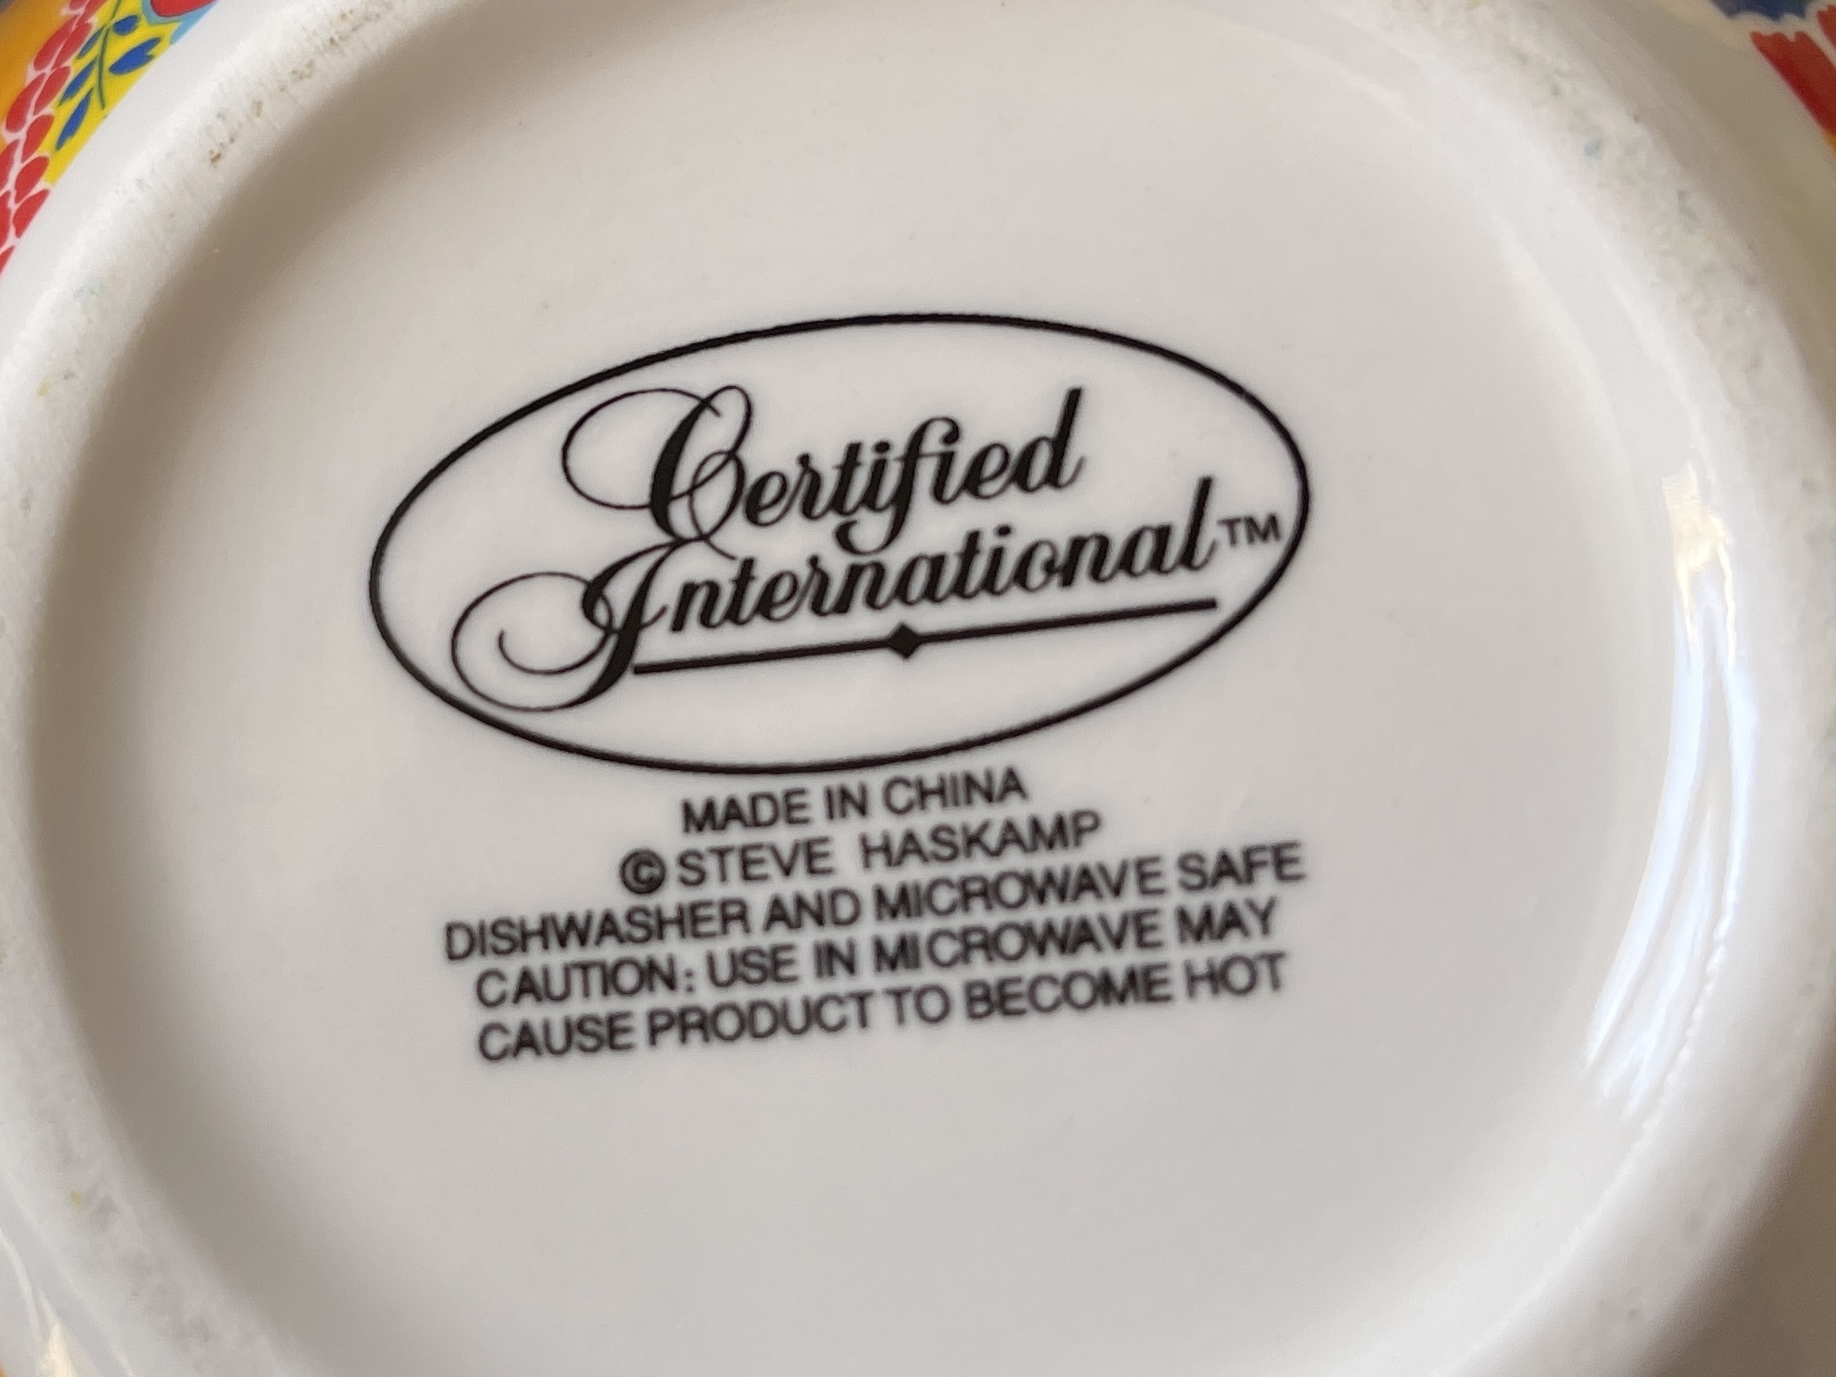 Certified
International™
MADE IN CHINA
© STEVE HASKAMP
DISHWASHER AND MICROWAVE SAFE
CAUTION: USE IN MICROWAVE MAY
CAUSE PRODUCT TO BECOME HOT